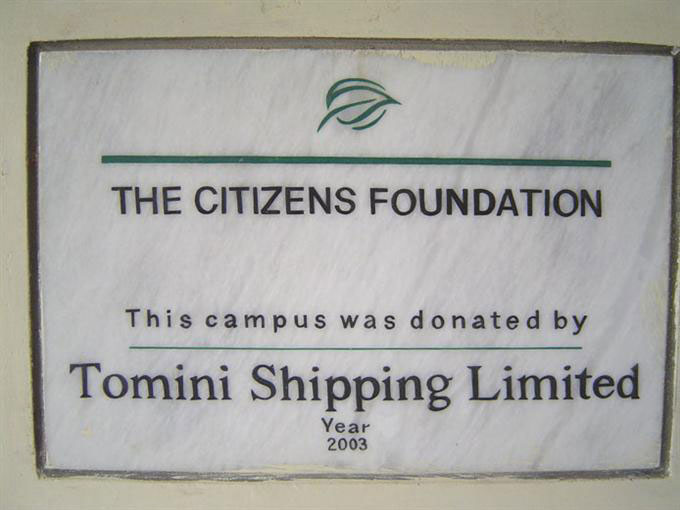 THE CITIZENS FOUNDATION
This campus was donated by
Tomini Shipping Limited
Year
2003